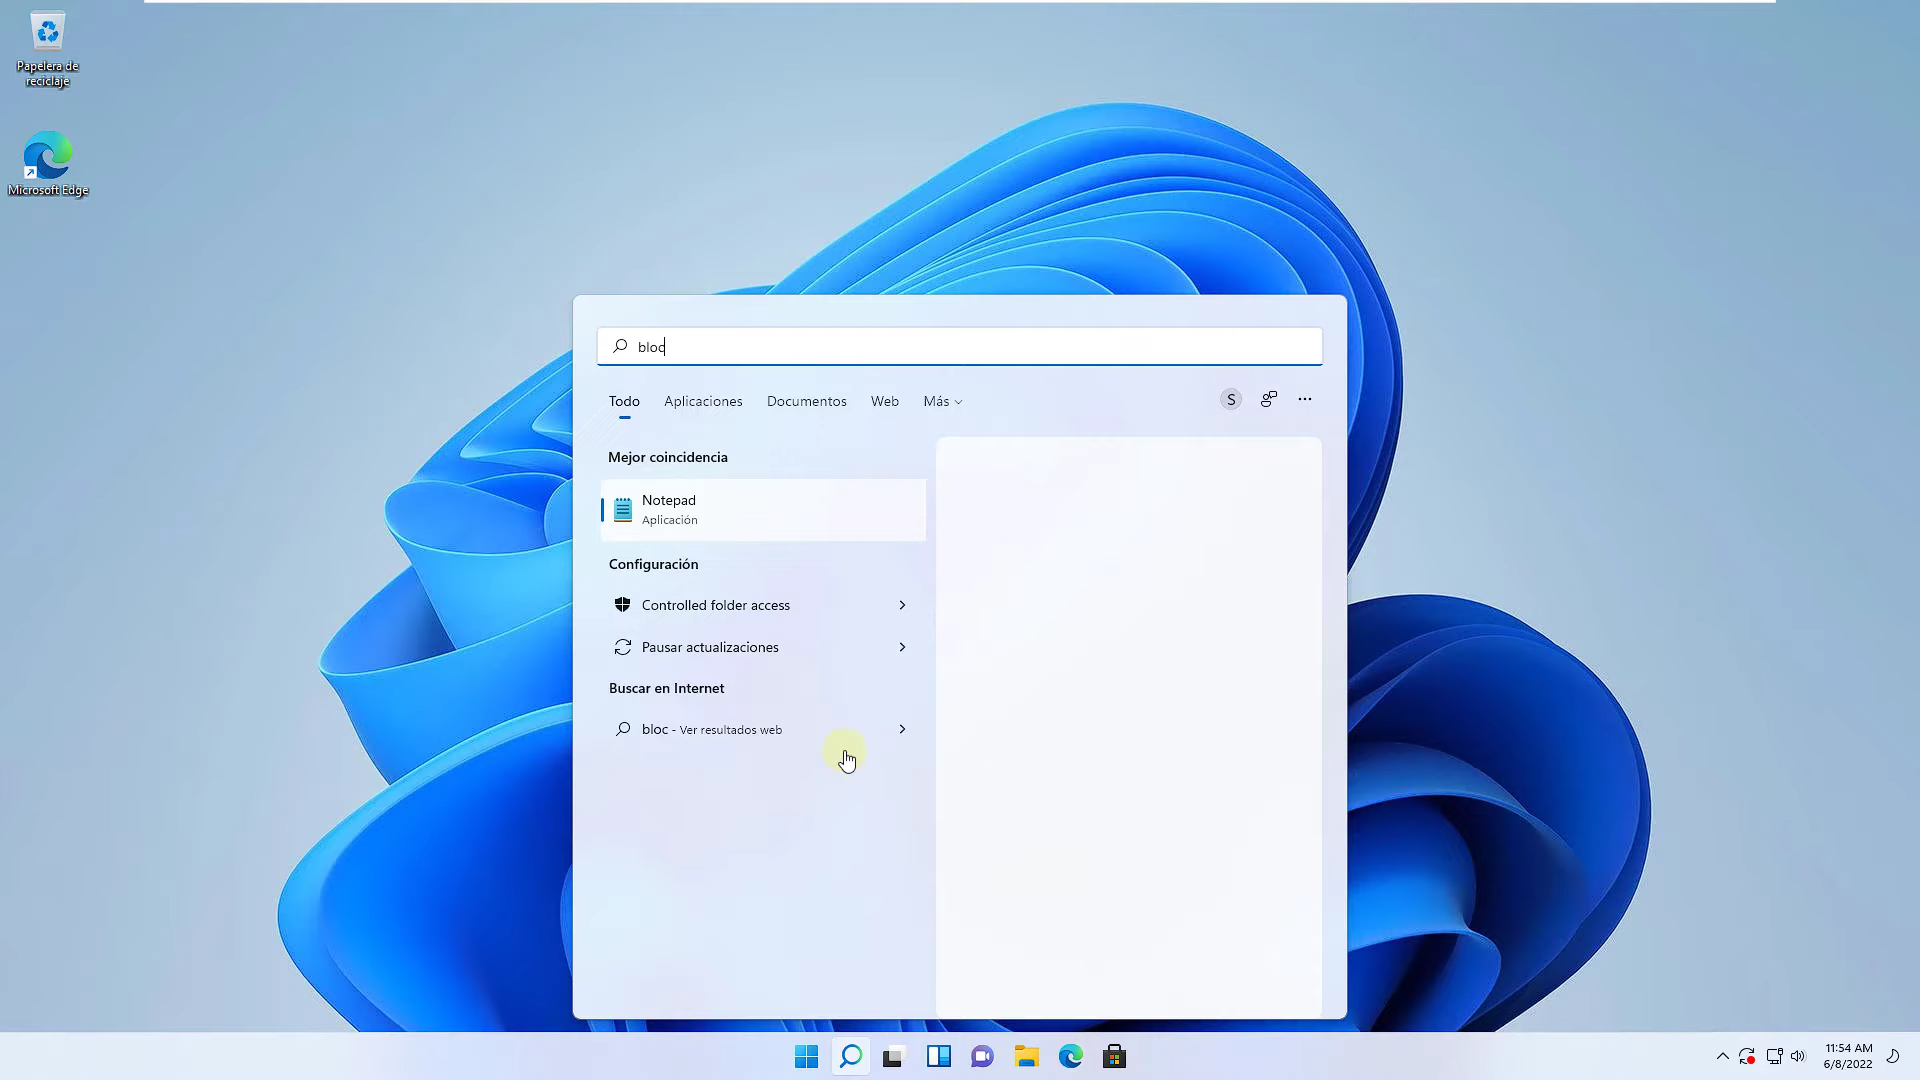 Papelera de
reciclaje
Microsoft Edge
bloc
Todo
Aplicaciones
Documentos
Web
Más
S
Mejor coincidencia
Notepad
Aplicación
Configuración
Controlled folder access
Pausar actualizaciones
Buscar en Internet
bloc - Ver resultados web
11:54 AM
6/8/2022